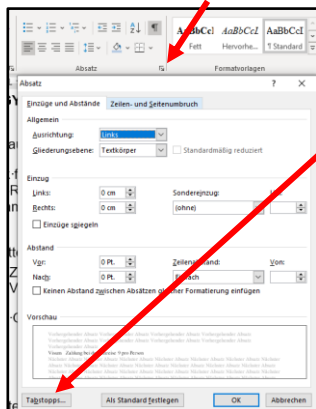 AaBbCcI AaBbCcL AaBbCcI
Fett Hervorhe... ¶ Standard
Absatz Formatvorlagen
Absatz ? ×
Einzüge und Abstände Zeilen- und Seitenumbruch
Allgemein
Ausrichtung: Links
Gliederungsebene: Textkörper Standardmäßig reduziert
Einzug
Links: 0 cm Sondereinzug:
Rechts: 0 cm (ohne)
Einzüge spiegeln
Abstand
Vor: 0 Pt. Zeilenabstand: Von:
Nach: 0 Pt. Einfach
Keinen Abstand zwischen Absätzen gleicher Formatierung einfügen
Vorschau
Tabstopps... Als Standard festlegen OK Abbrechen